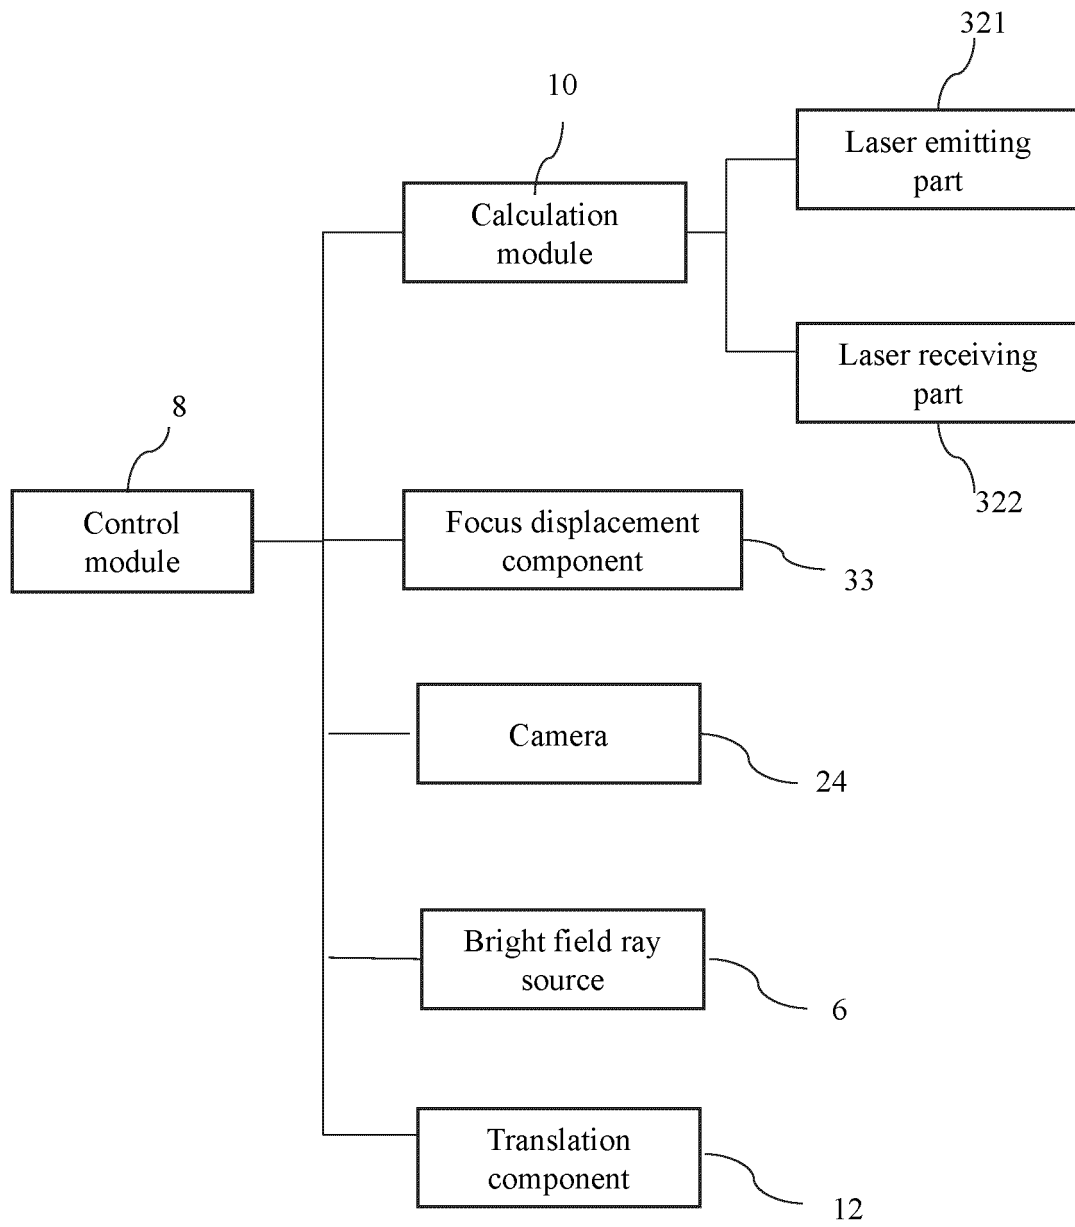 321
10
Laser emitting
part
Calculation
module
Laser receiving
part
8
322
Control
module
Focus displacement
component
33
Camera
24
Bright field ray
source
6
Translation
component
12